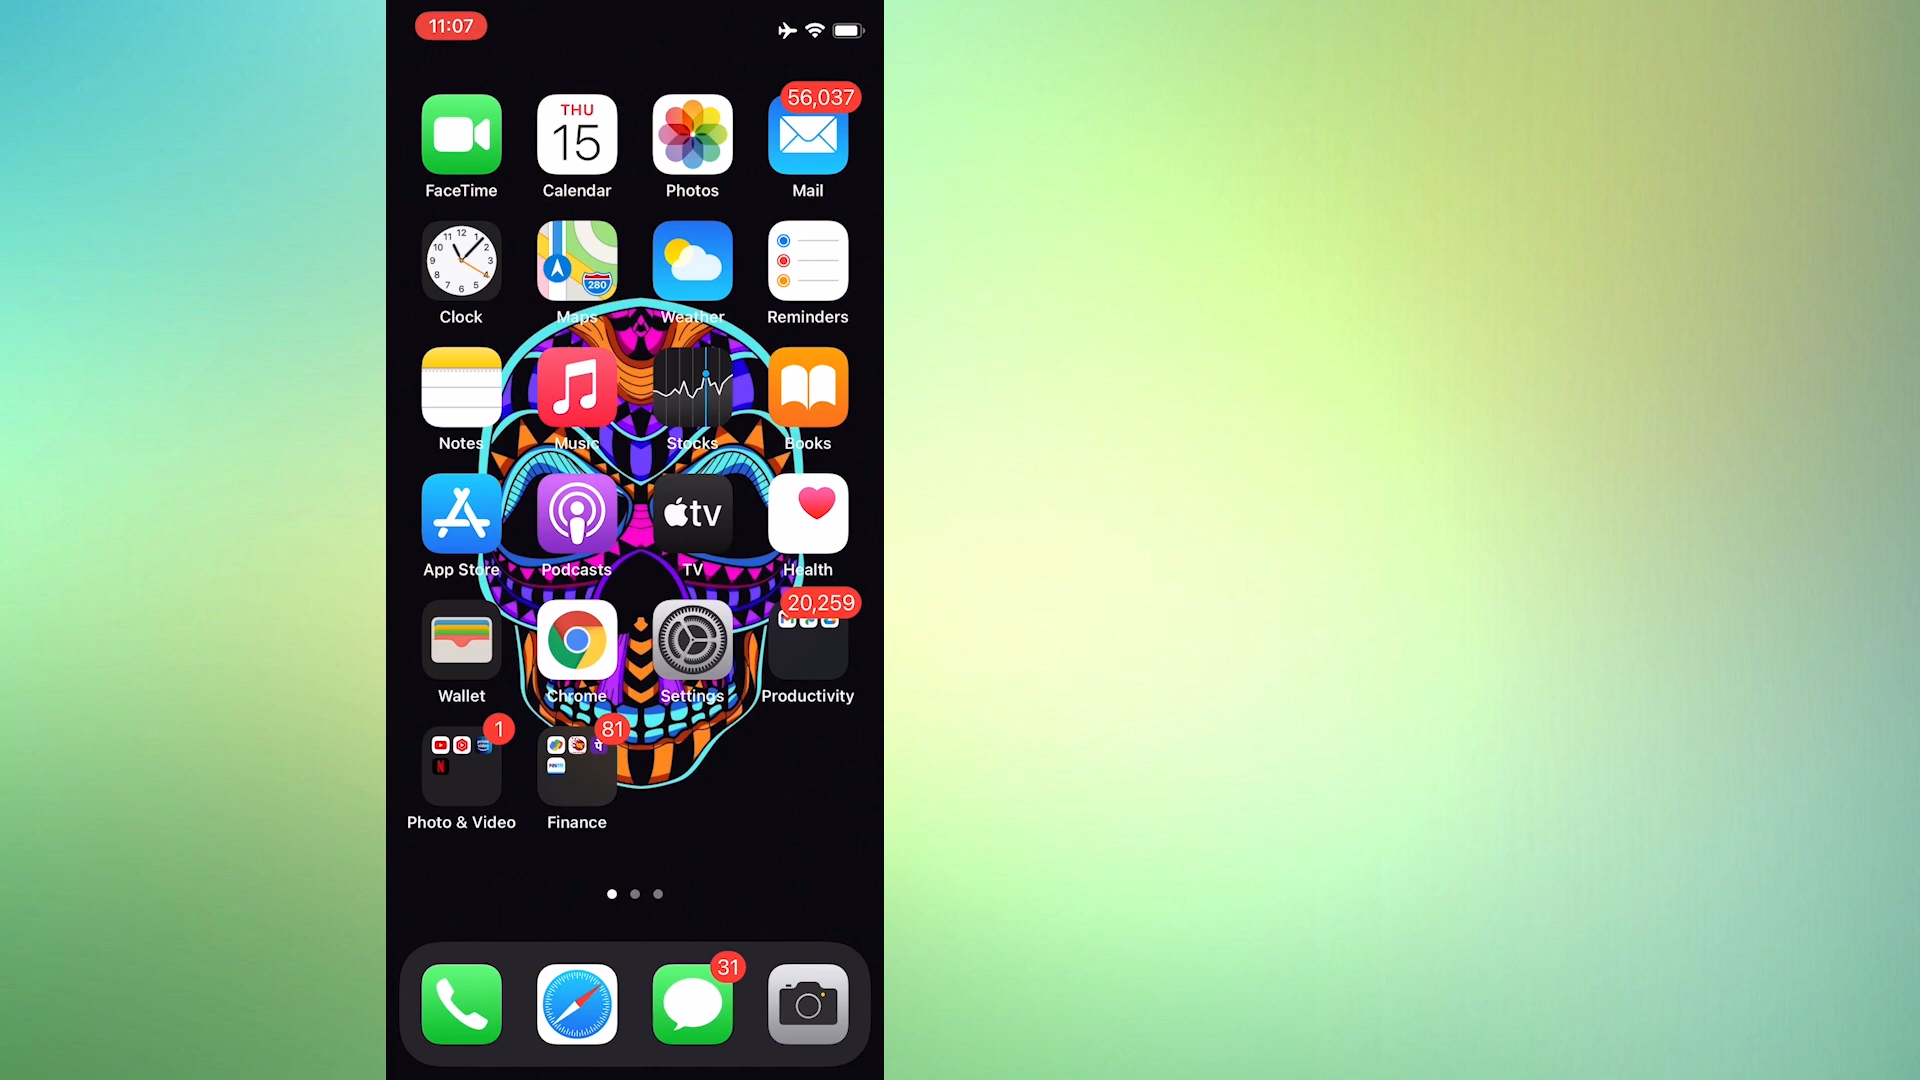 11:07
THU
15
56,037
FaceTime
Calendar
Photos
Mail
280
Clock
Maps
Weather
Reminders
Notes
Music
Stocks
Books
tv
App Store
Podcasts
TV
Health
20,259
Wallet
Chrome
Settings
Productivity
1
81
Photo & Video
Finance
31